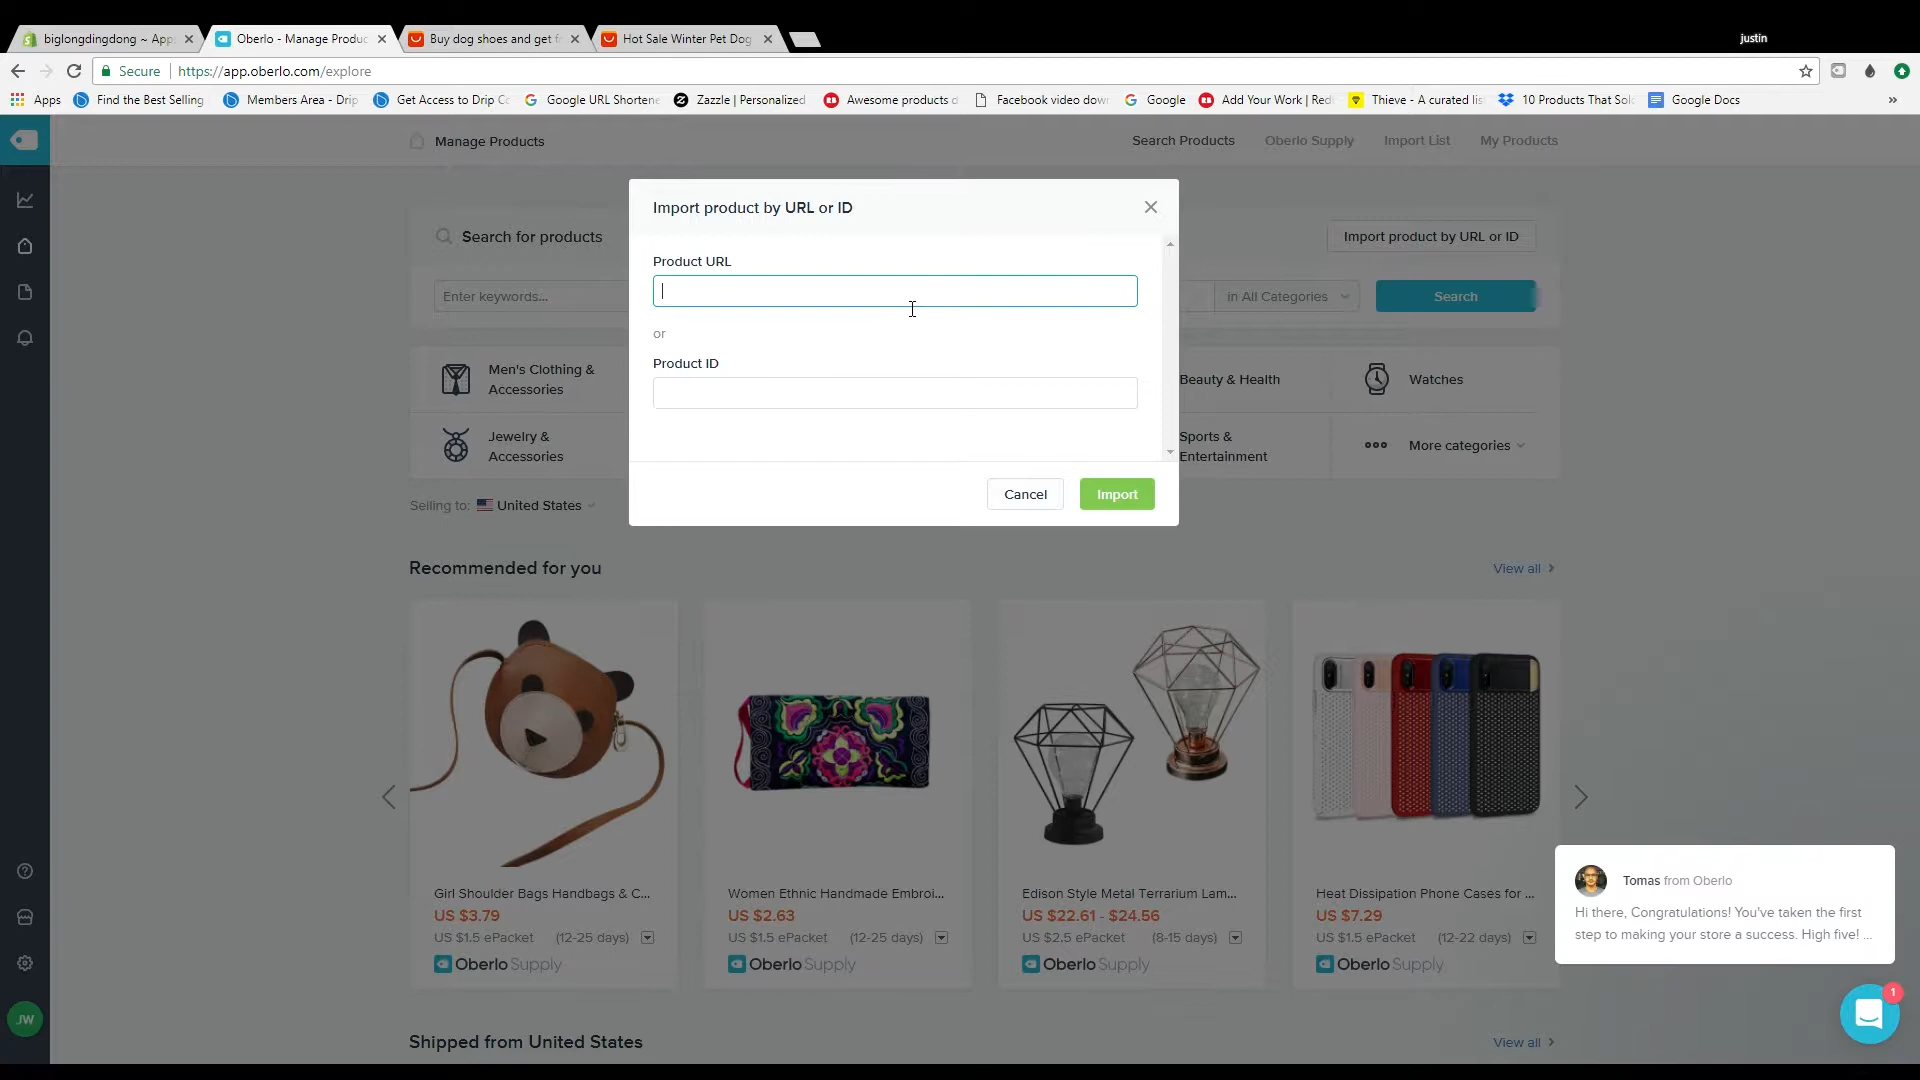 biglongdingdong ~ App
Oberlo - Manage Produc
Buy dog shoes and get f
Hot Sale Winter Pet Dog
justin
Secure
https://app.oberlo.com/explore
Apps
Find the Best Selling
Members Area - Drip
Get Access to Drip Co
Google URL Shortene
Zazzle | Personalized
Awesome products d
Facebook video dow
Google
Add Your Work | Red
Thieve - A curated lis
10 Products That Sol
Google Docs
Manage Products
Search Products
Oberlo Supply
Import List
My Products
Import product by URL or ID
Search for products
Import product by URL or ID
Product URL
Enter keywords...
in All Categories
Search
or
Product ID
Men's Clothing &
Accessories
Beauty & Health
Watches
Jewelry &
Accessories
Sports &
Entertainment
More categories
Cancel
Import
Selling to: United States
Recommended for you
View all
Girl Shoulder Bags Handbags & C...
US $3.79
US $1.5 ePacket (12-25 days)
Oberlo Supply
Women Ethnic Handmade Embroi...
US $2.63
US $1.5 ePacket (12-25 days)
Oberlo Supply
Edison Style Metal Terrarium Lam...
US $22.61 - $24.56
US $2.5 ePacket (8-15 days)
Oberlo Supply
Heat Dissipation Phone Cases for ...
US $7.29
US $1.5 ePacket (12-22 days)
Oberlo Supply
Tomas from Oberlo
Hi there, Congratulations! You've taken the first
step to making your store a success. High five! ...
1
JW
Shipped from United States
View all